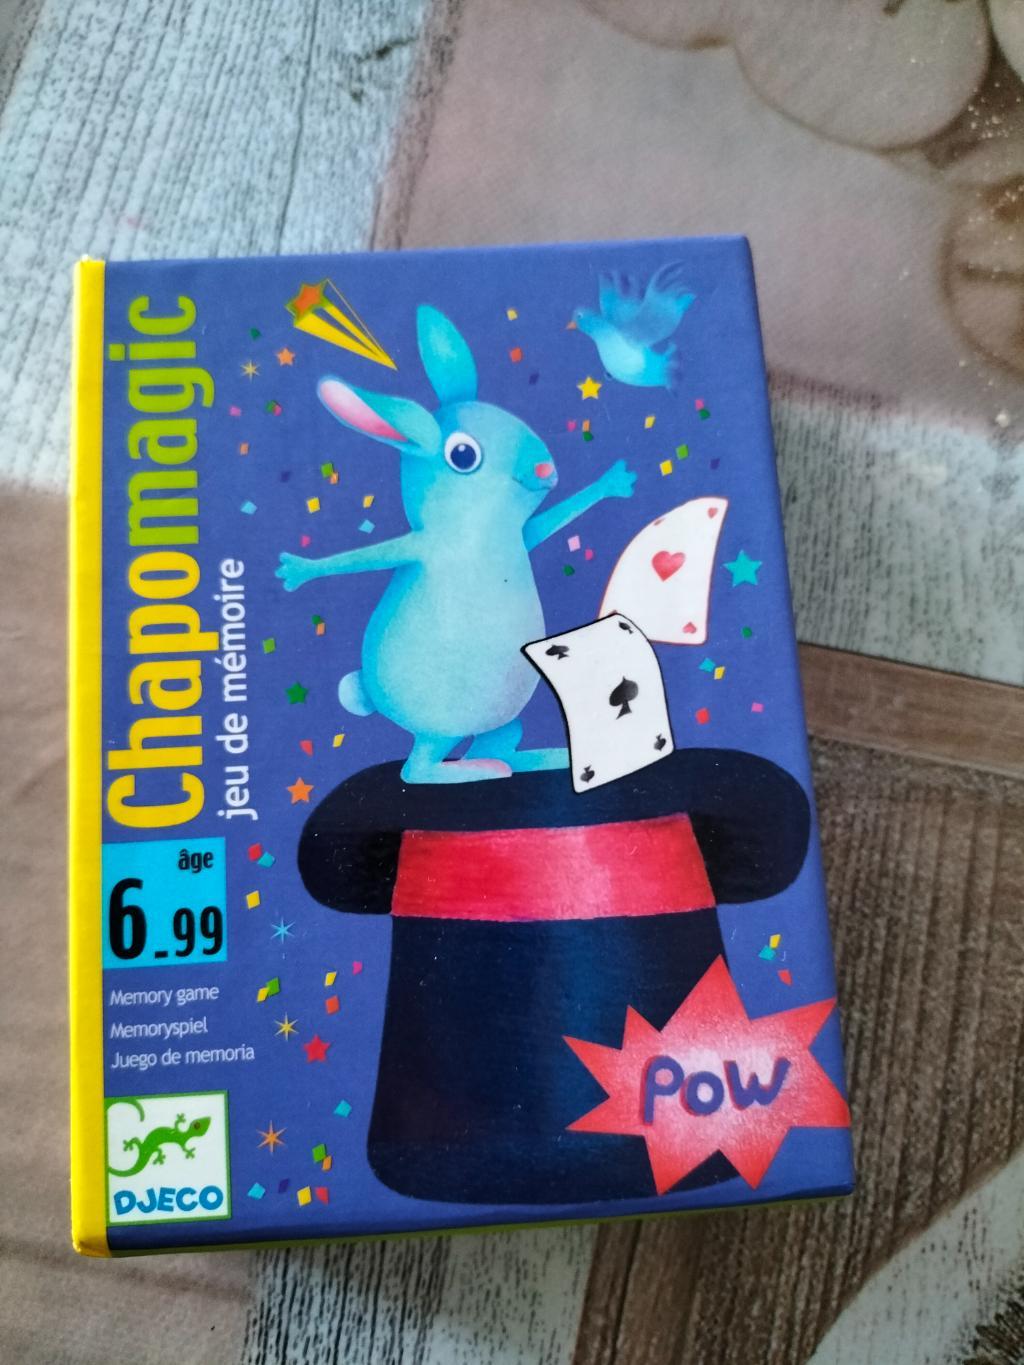 Chapomagic
jeu de mémoire
âge
6.99
Memory game
Memoryspiel
Juego de memoria
DJECO
POW